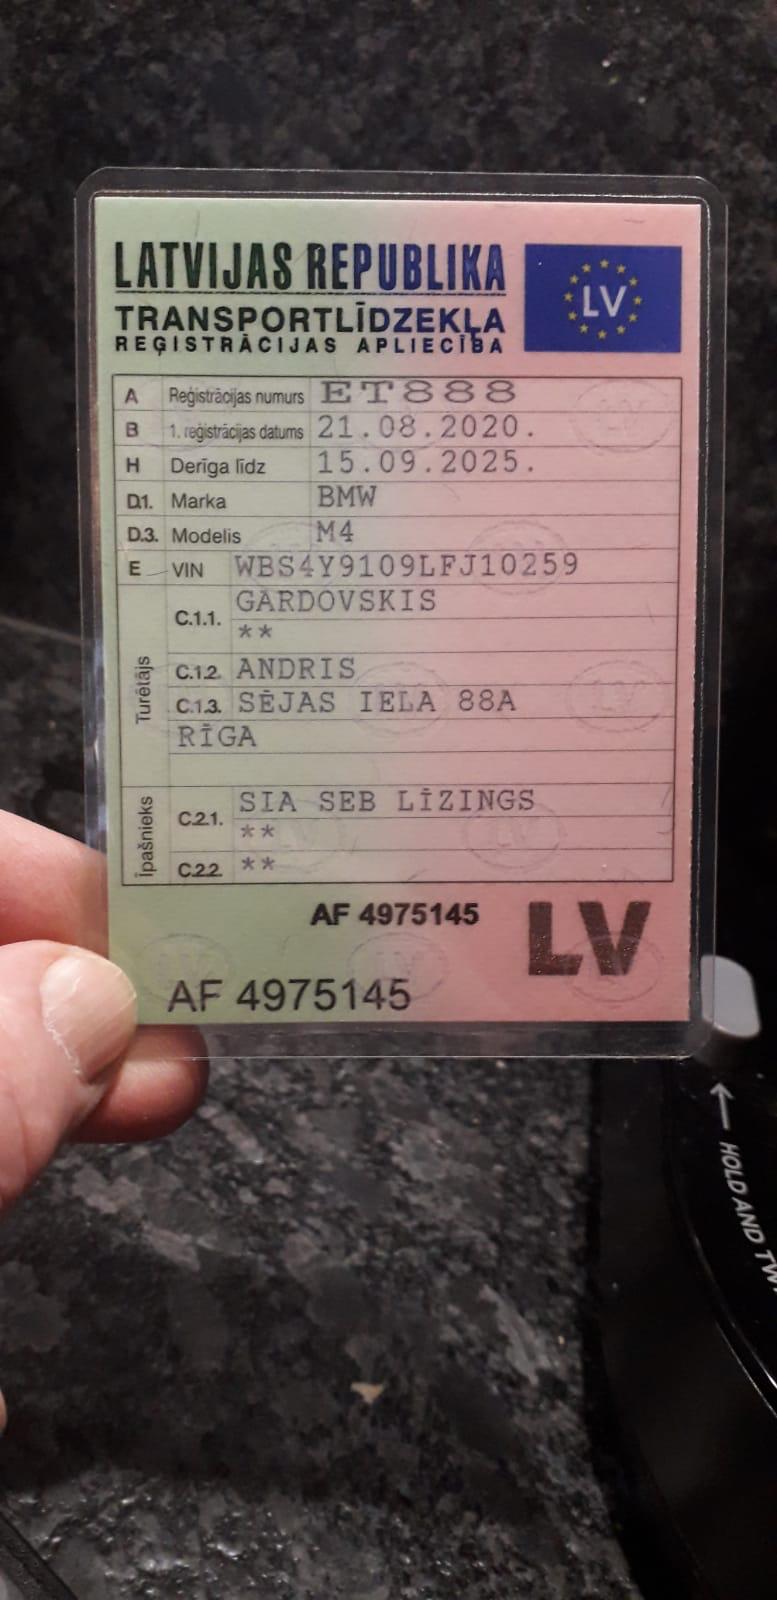 LATVIJAS REPUBLIKA
LV
TRANSPORTLĪDZEKĻA
REĢISTRĀCIJAS APLIECĪBA
A Reģistrācijas numurs ET888
B 1. reģistrācijas datums 21.08.2020.
H Derīga līdz 15.09.2025.
D.1. Marka BMW
D.3. Modelis M4
E VIN WBS4Y9109LFJ10259
Turētājs
C.1.1. GARDOVSKIS
**
C.1.2. ANDRIS
C.1.3. SĒJAS IELA 88A
RĪGA
Īpašnieks
C.2.1. SIA SEB LĪZINGS
**
C.2.2. **
AF 4975145
LV
AF 4975145
← HOLD AND